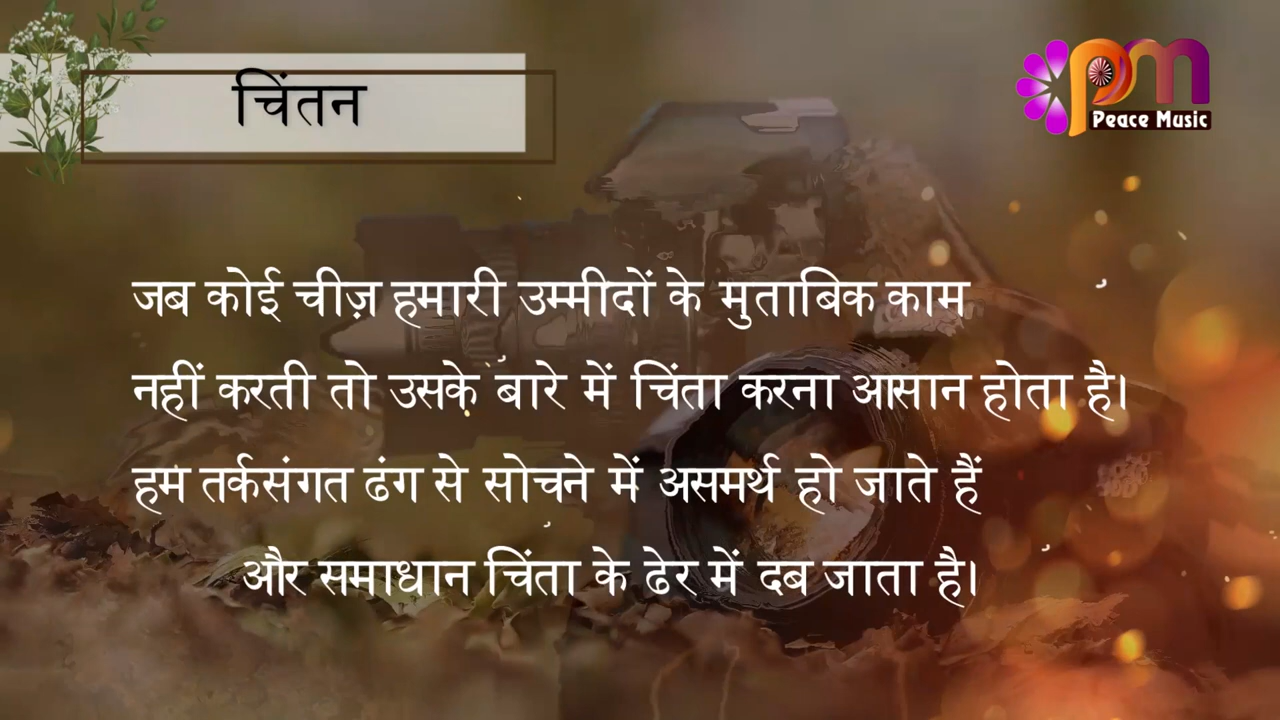 चिंतन
pm
Peace Music
जब कोई चीज़ हमारी उम्मीदों के मुताबिक काम
नहीं करती तो उसके बारे में चिंता करना आसान होता है।
हम तर्कसंगत ढंग से सोचने में असमर्थ हो जाते हैं
और समाधान चिंता के ढेर में दब जाता है।